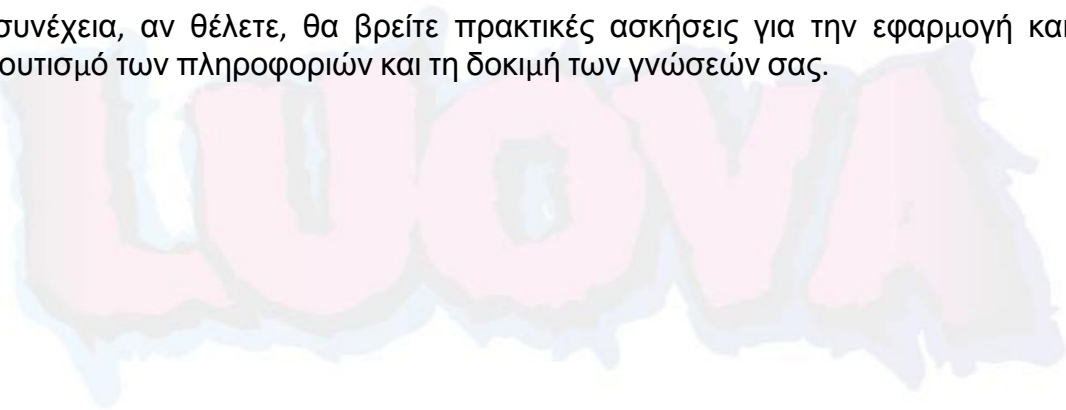 συνέχεια, αν θέλετε, θα βρείτε πρακτικές ασκήσεις για την εφαρμογή και
ουτισμό των πληροφοριών και τη δοκιμή των γνώσεών σας.
LUOVA